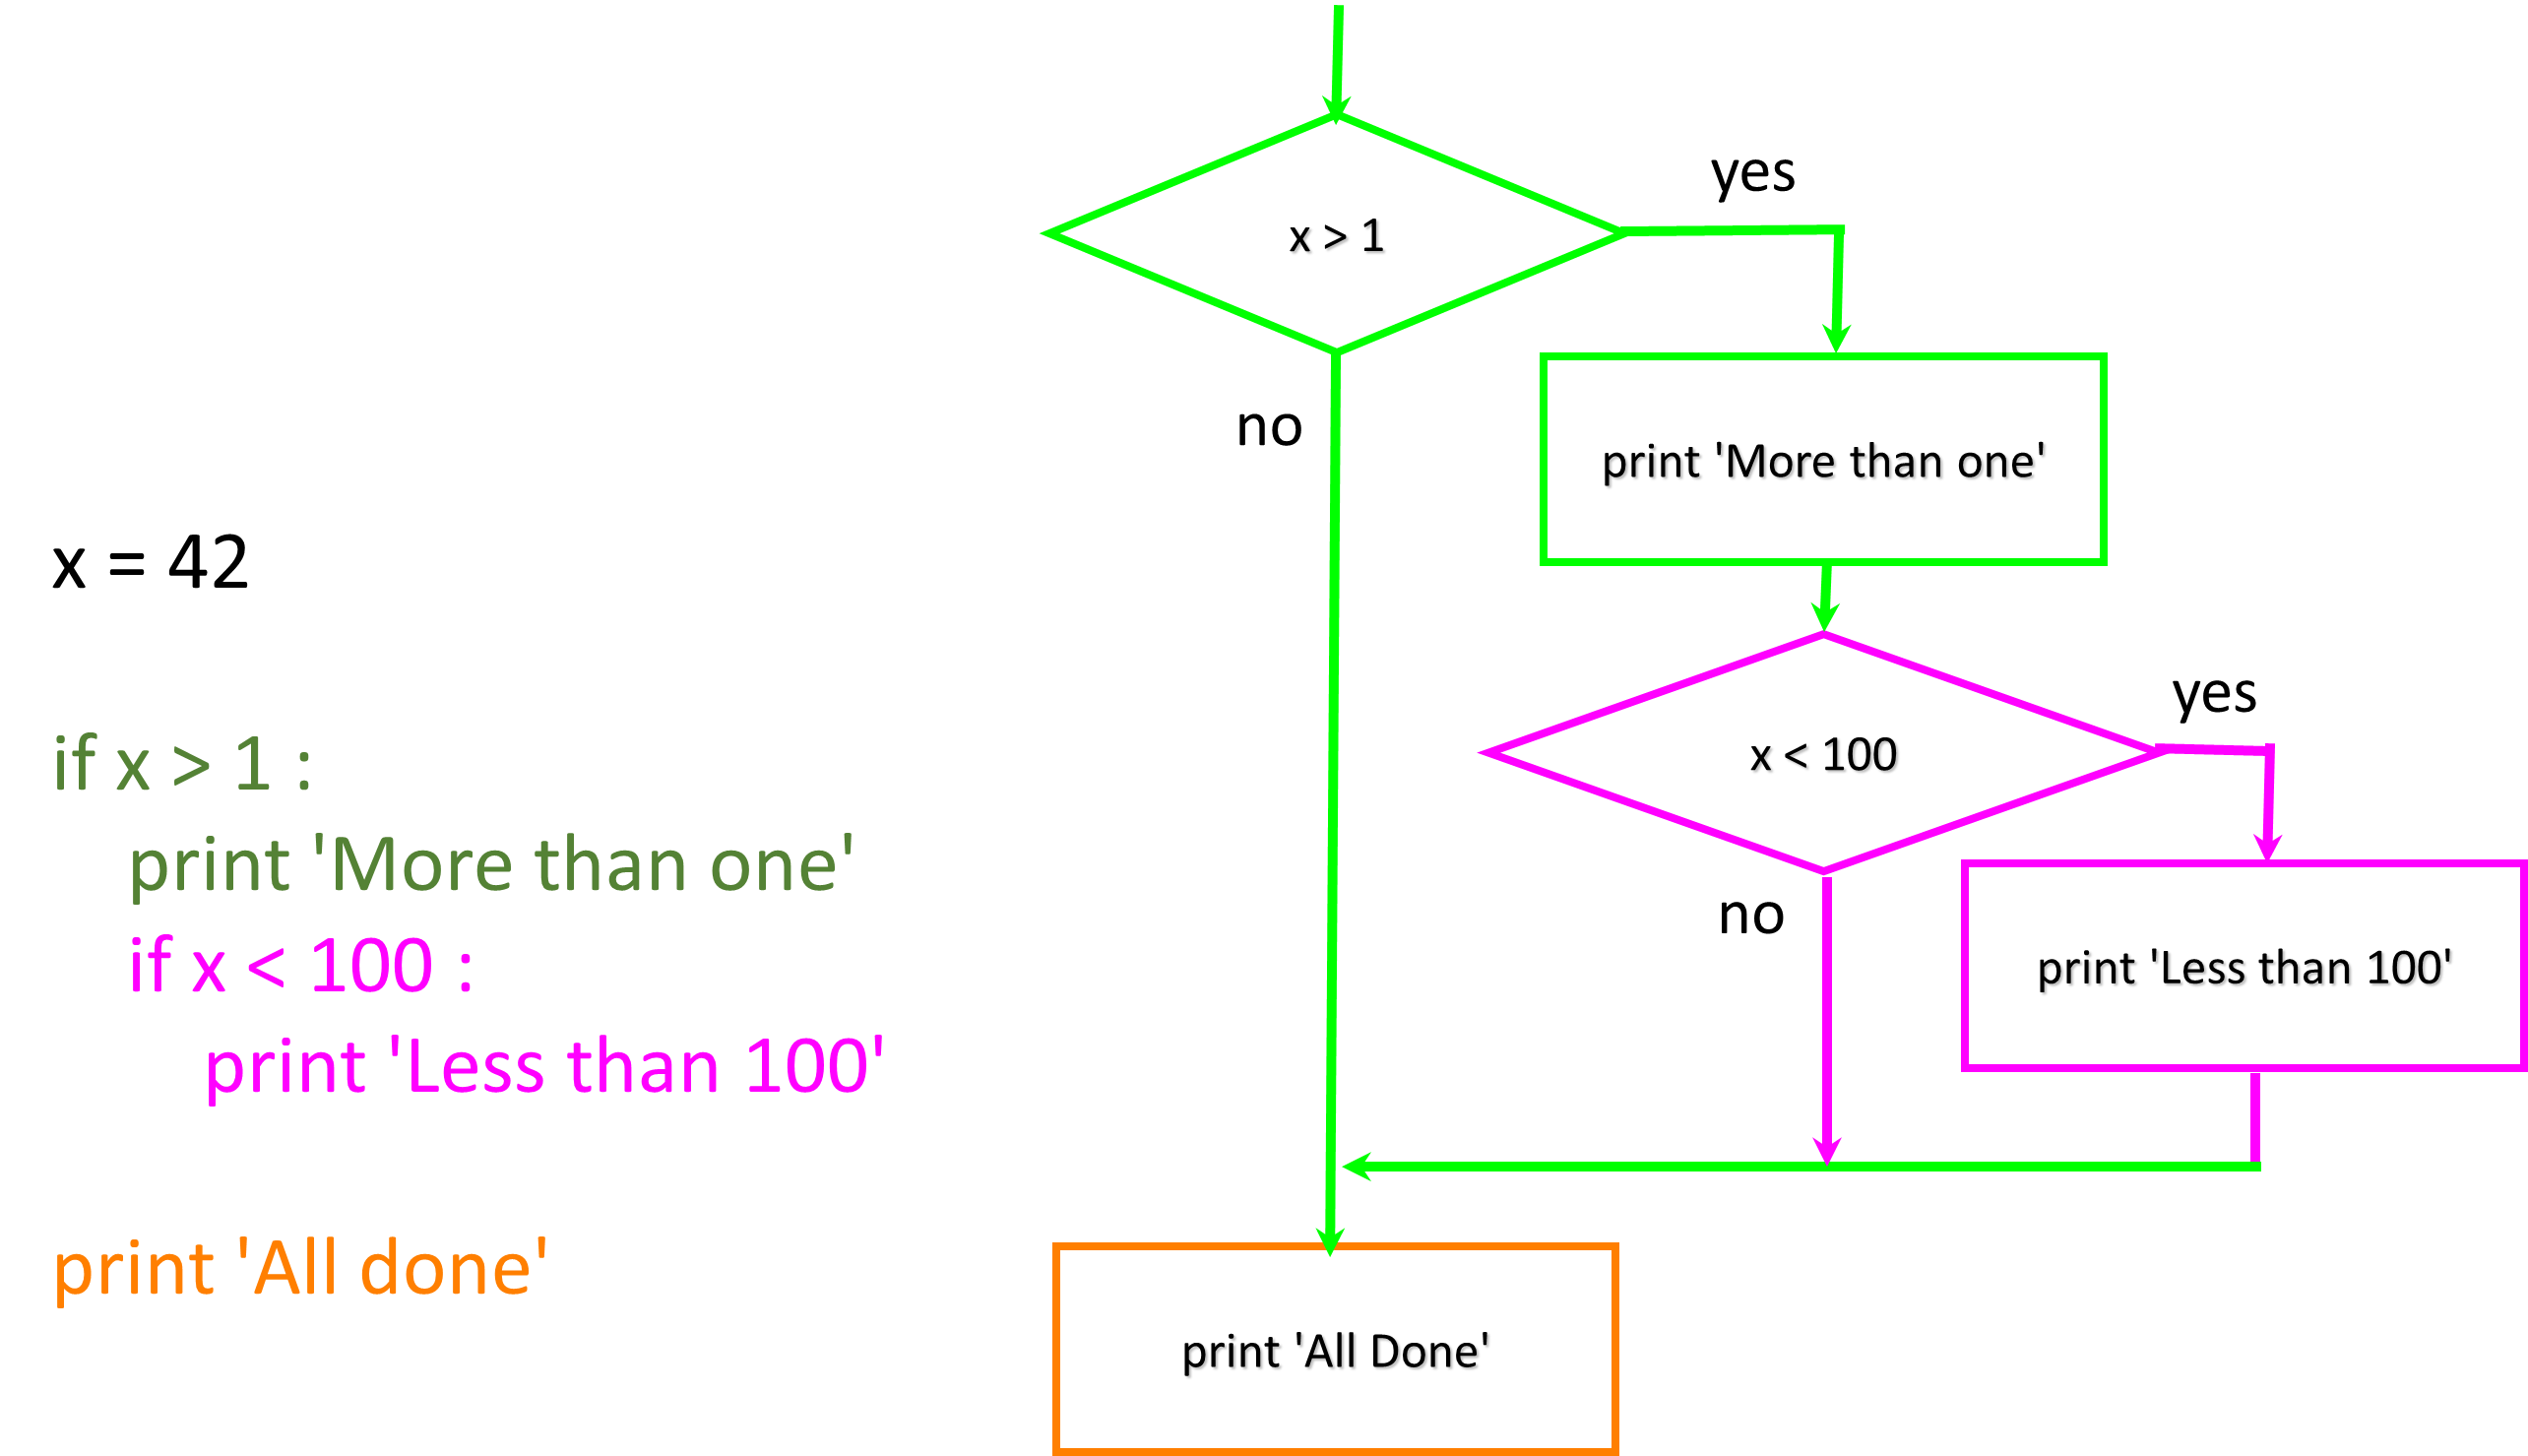 x = 42
if x > 1 :
print 'More than one'
if x < 100 :
print 'Less than 100'
print 'All done'
x > 1
yes
no
print 'More than one'
x < 100
yes
no
print 'Less than 100'
print 'All Done'